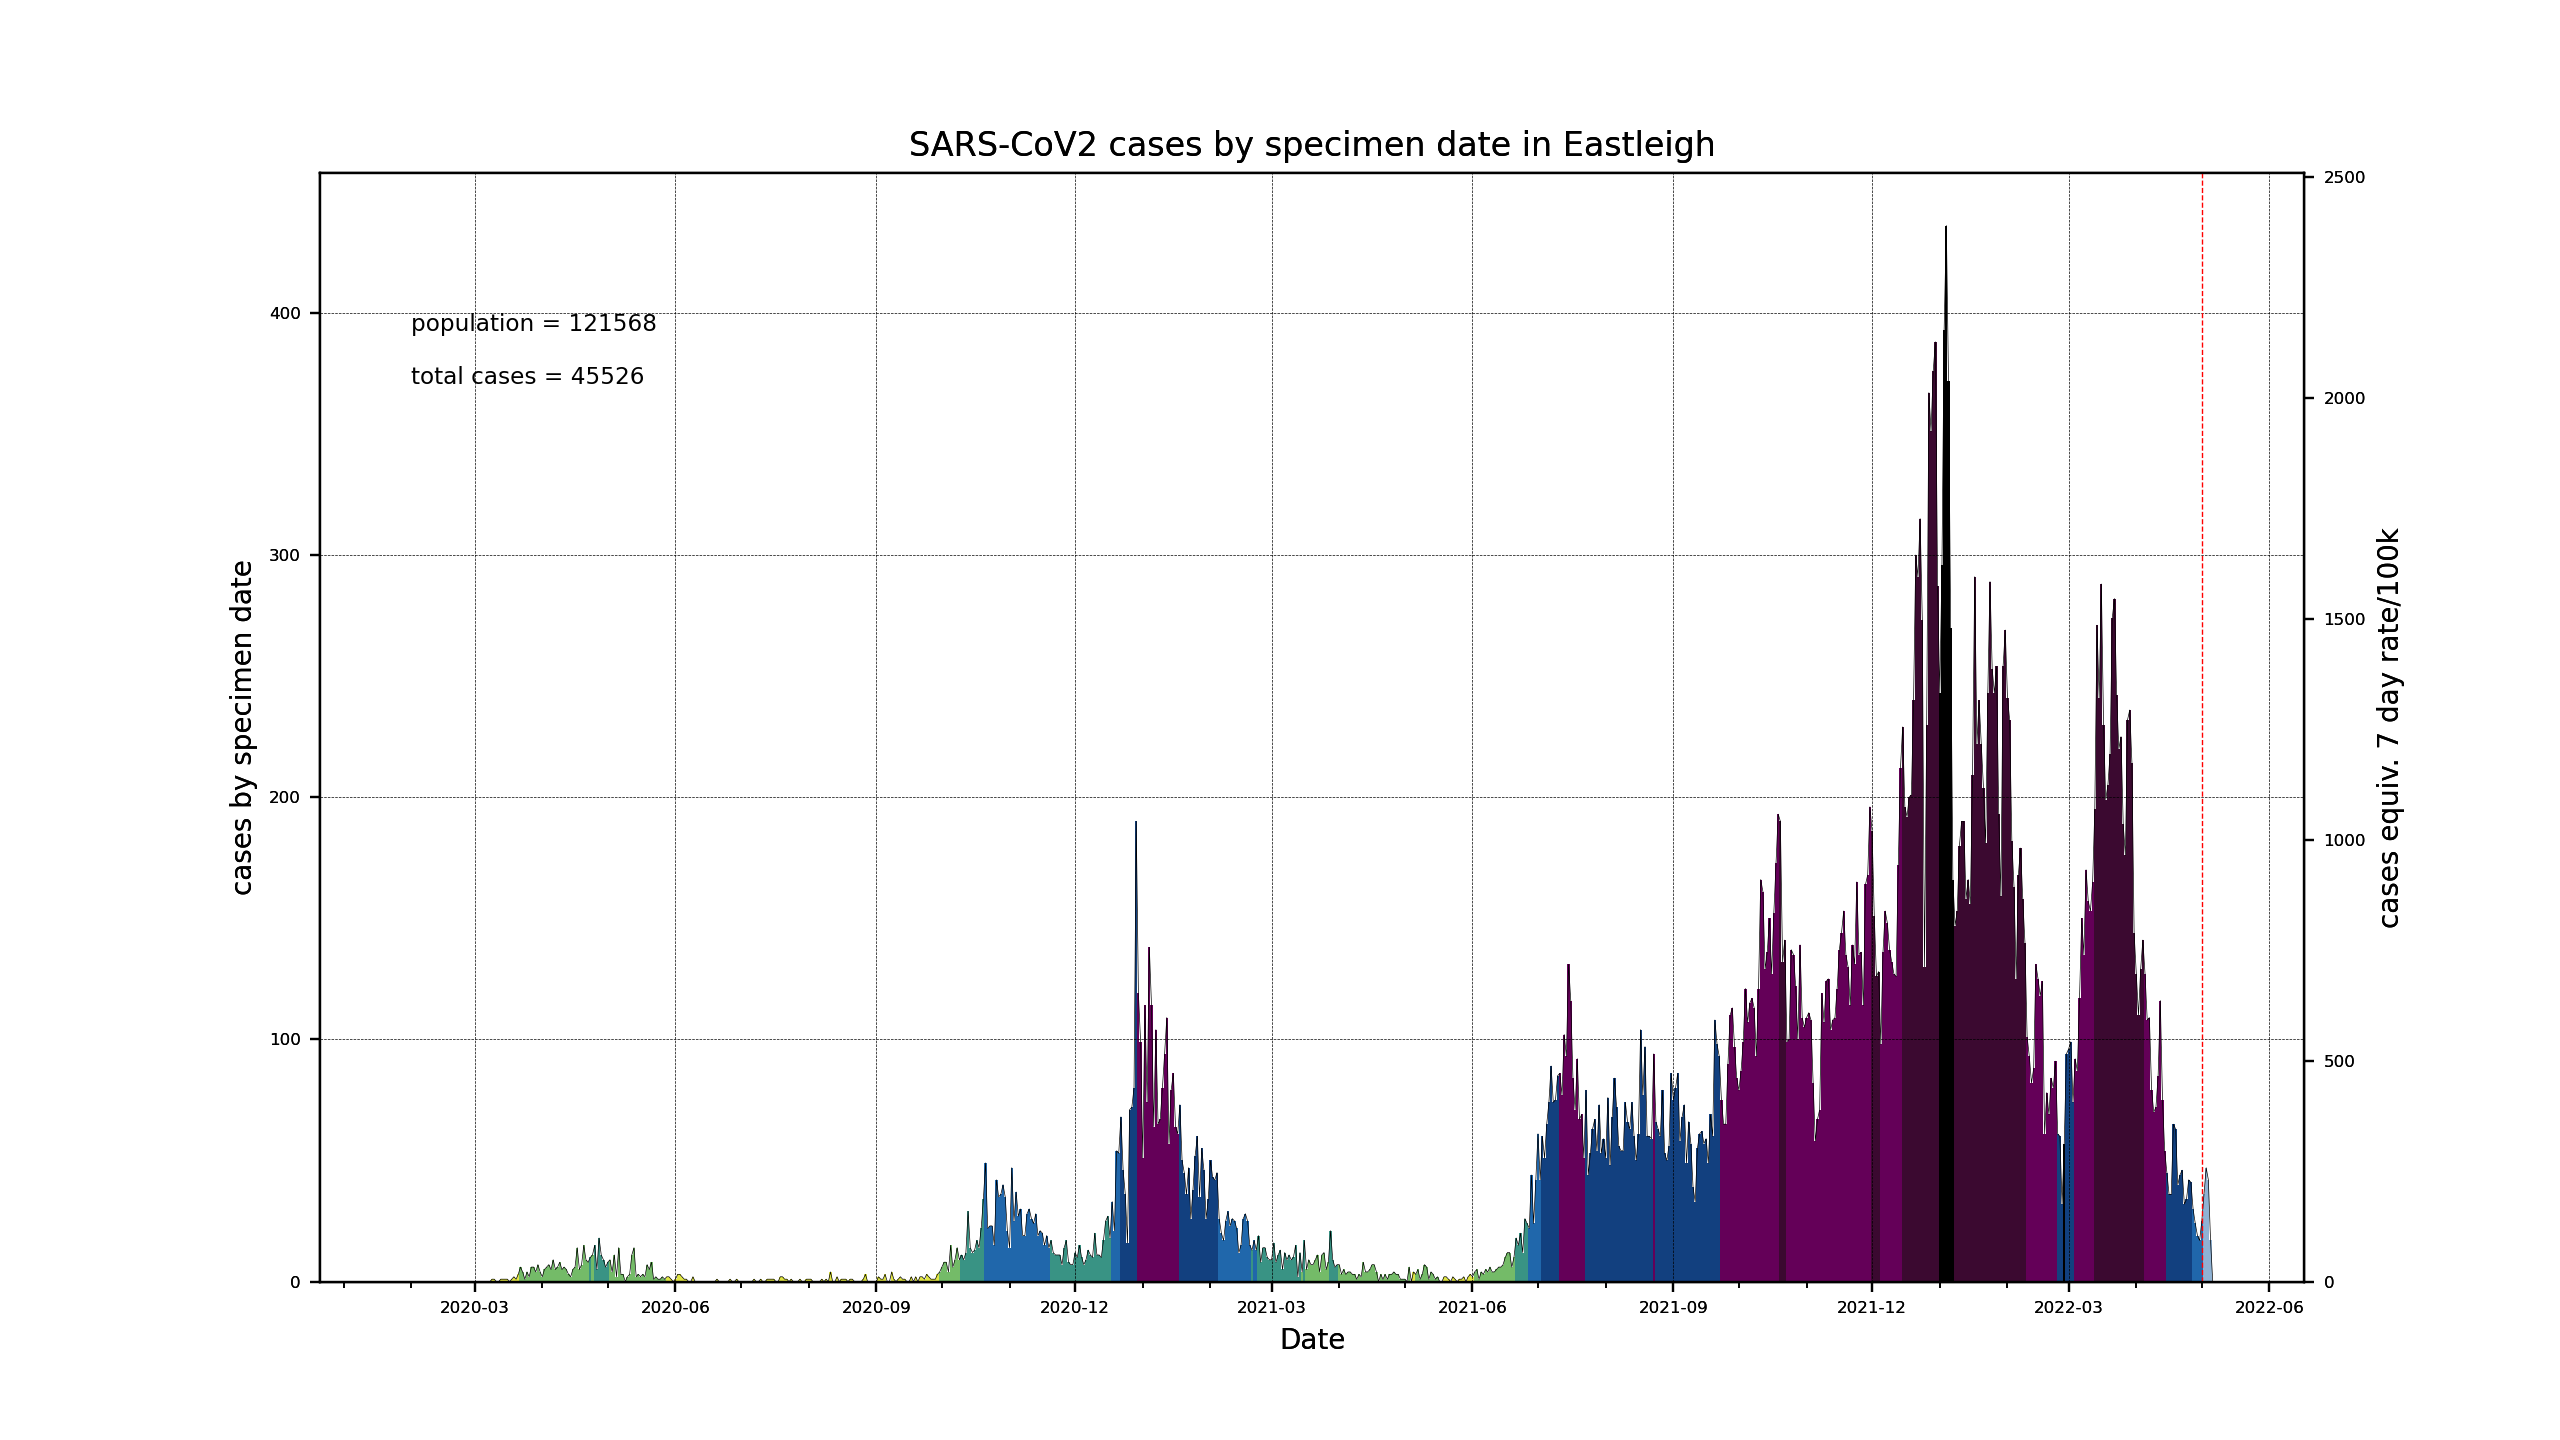 SARS-CoV2 cases by specimen date in Eastleigh
population = 121568
total cases = 45526
cases by specimen date
400
300
200
100
0
cases equiv. 7 day rate/100k
2500
2000
1500
1000
500
0
2020-03 2020-06 2020-09 2020-12 2021-03 2021-06 2021-09 2021-12 2022-03 2022-06
Date